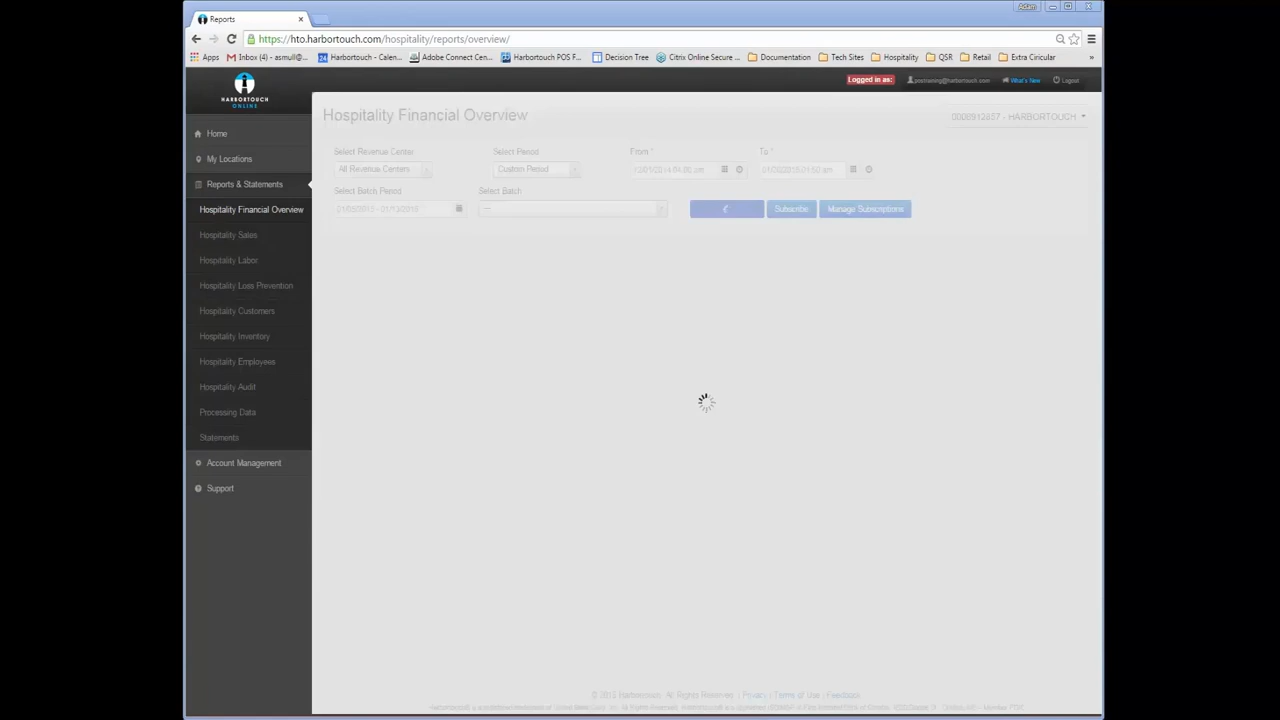 Adam
Reports
https://hto.harbortouch.com/hospitality/reports/overview/
Apps
Inbox (4) - asmull@...
Harbortouch - Calen...
Adobe Connect Cen...
Harbortouch POS F...
Decision Tree
Citrix Online Secure ...
Documentation
Tech Sites
Hospitality
QSR
Retail
Extra Circular
»
HARBORTOUCH
ONLINE
Logged in as:
postraining@harbortouch.com
What's New
Logout
Home
My Locations
Reports & Statements
Hospitality Financial Overview
Hospitality Sales
Hospitality Labor
Hospitality Loss Prevention
Hospitality Customers
Hospitality Inventory
Hospitality Employees
Hospitality Audit
Processing Data
Statements
Account Management
Support
Hospitality Financial Overview
- HARBORTOUCH
Select Revenue Center
Select Period
From *
To *
All Revenue Centers
Custom Period
Select Batch Period
Select Batch
---
Subscribe
Manage Subscriptions
© 2015 Harbortouch. All Rights Reserved. | Privacy | Terms of Use | Feedback